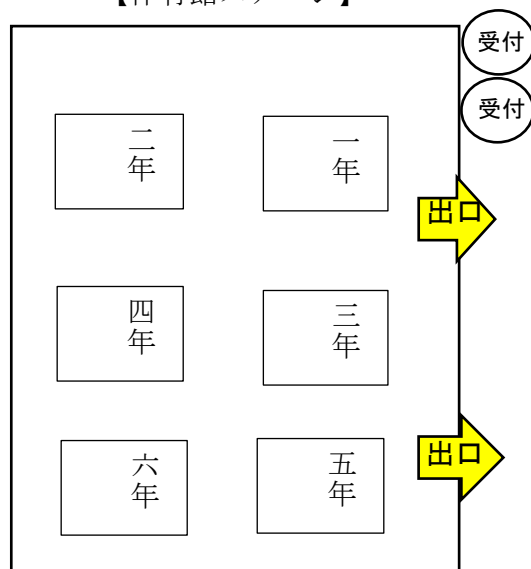 受付
受付
二年
一年
出口
四年
三年
出口
六年
五年